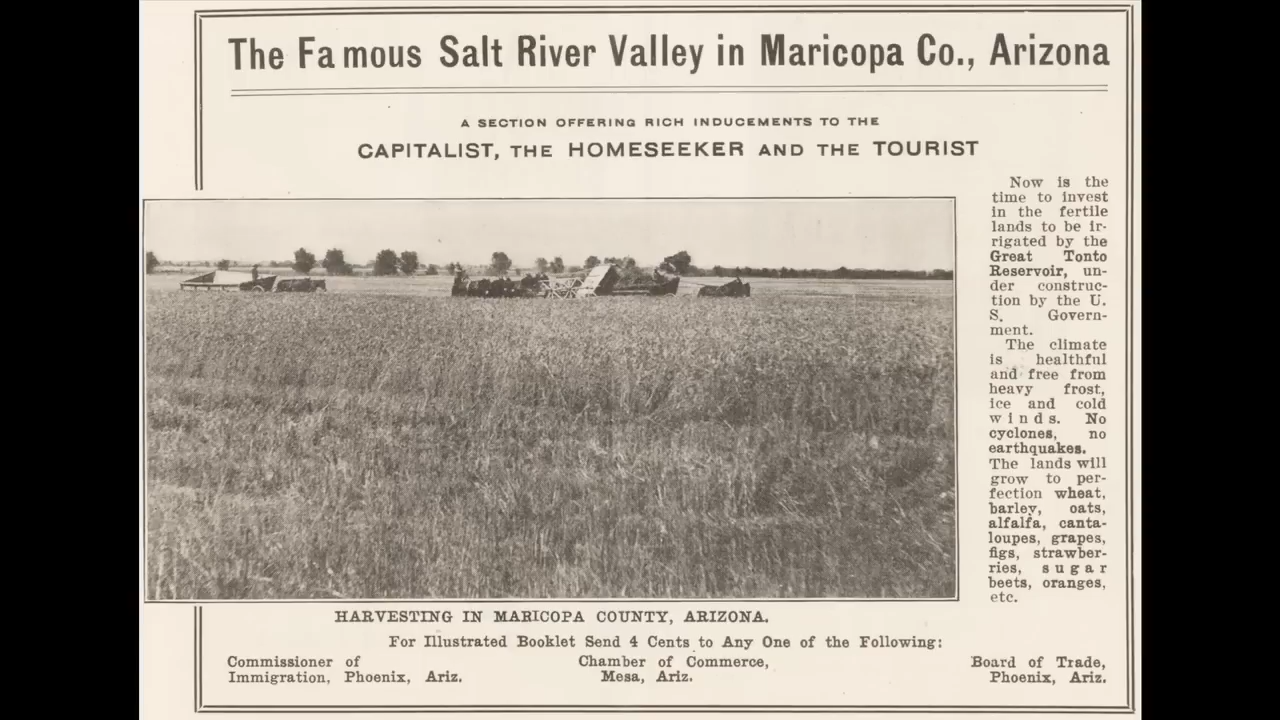 The Famous Salt River Valley in Maricopa Co., Arizona
A SECTION OFFERING RICH INDUCEMENTS TO THE
CAPITALIST, THE HOMESEEKER AND THE TOURIST
Now is the
time to invest
in the fertile
lands to be ir-
rigated by the
Great Tonto
Reservoir, un-
der construc-
tion by the U.
S. Govern-
ment.
The climate
is healthful
and free from
heavy frost,
ice and cold
winds. No
cyclones, no
earthquakes.
The lands will
grow to per-
fection wheat,
barley, oats,
alfalfa, canta-
loupes, grapes,
figs, strawber-
ries, sugar
beets, oranges,
etc.
HARVESTING IN MARICOPA COUNTY, ARIZONA.
For Illustrated Booklet Send 4 Cents to Any One of the Following:
Commissioner of
Immigration, Phoenix, Ariz.
Chamber of Commerce,
Mesa, Ariz.
Board of Trade,
Phoenix, Ariz.